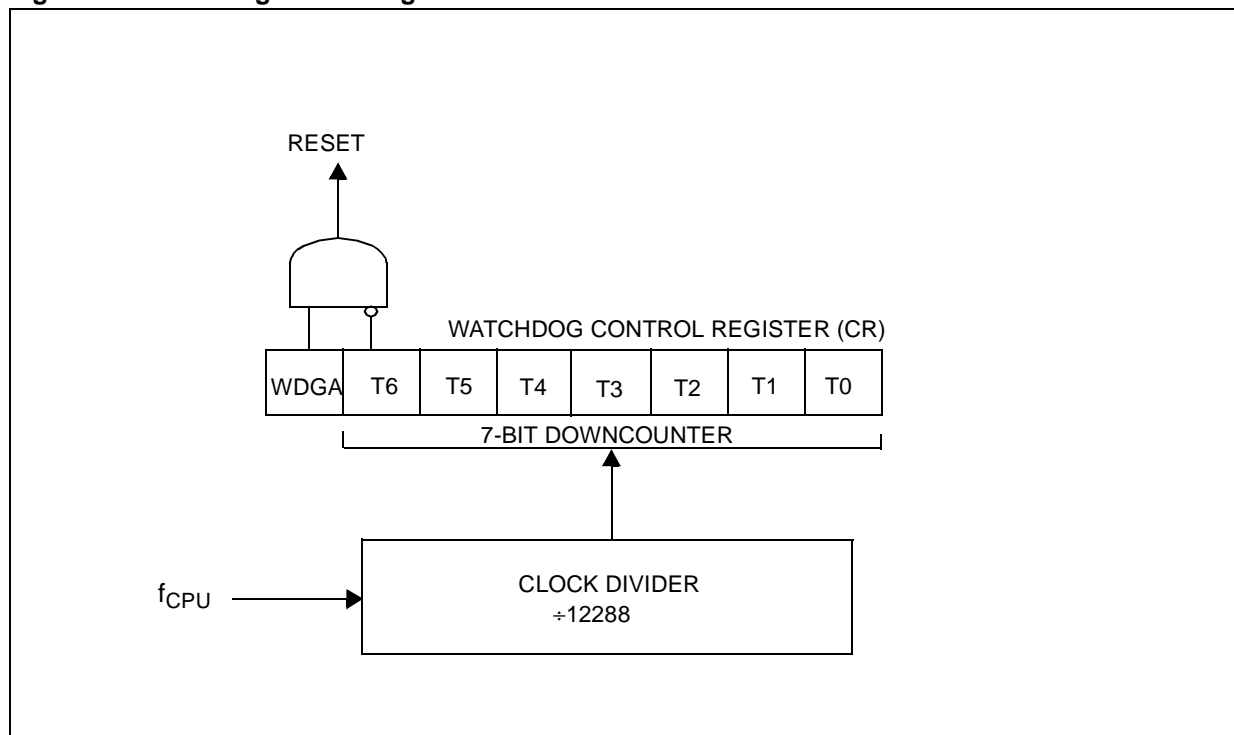 RESET
WATCHDOG CONTROL REGISTER (CR)
WDGA T6 T5 T4 T3 T2 T1 T0
7-BIT DOWNCOUNTER
fCPU
CLOCK DIVIDER
÷12288